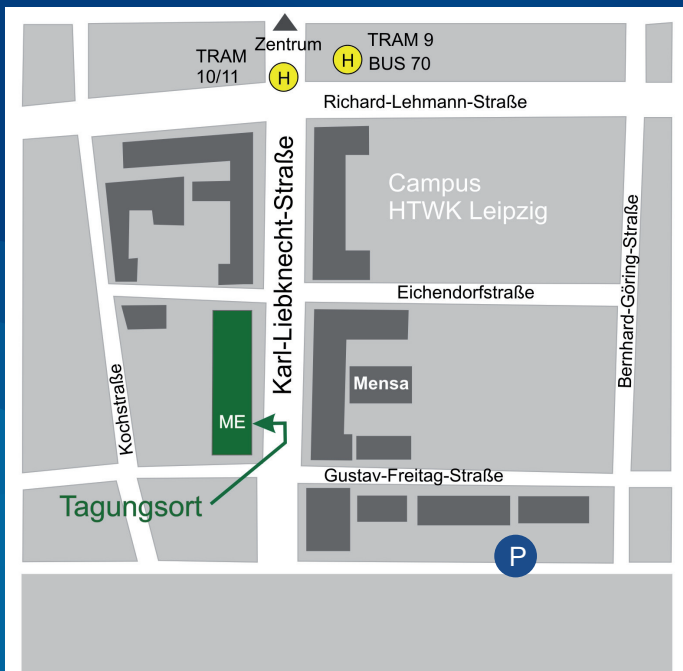 Zentrum
TRAM
10/11
H
TRAM 9
H
BUS 70
Richard-Lehmann-Straße
Karl-Liebknecht-Straße
Campus
HTWK Leipzig
Bernhard-Göring-Straße
Eichendorfstraße
Kochstraße
Mensa
ME
Gustav-Freitag-Straße
Tagungsort
P